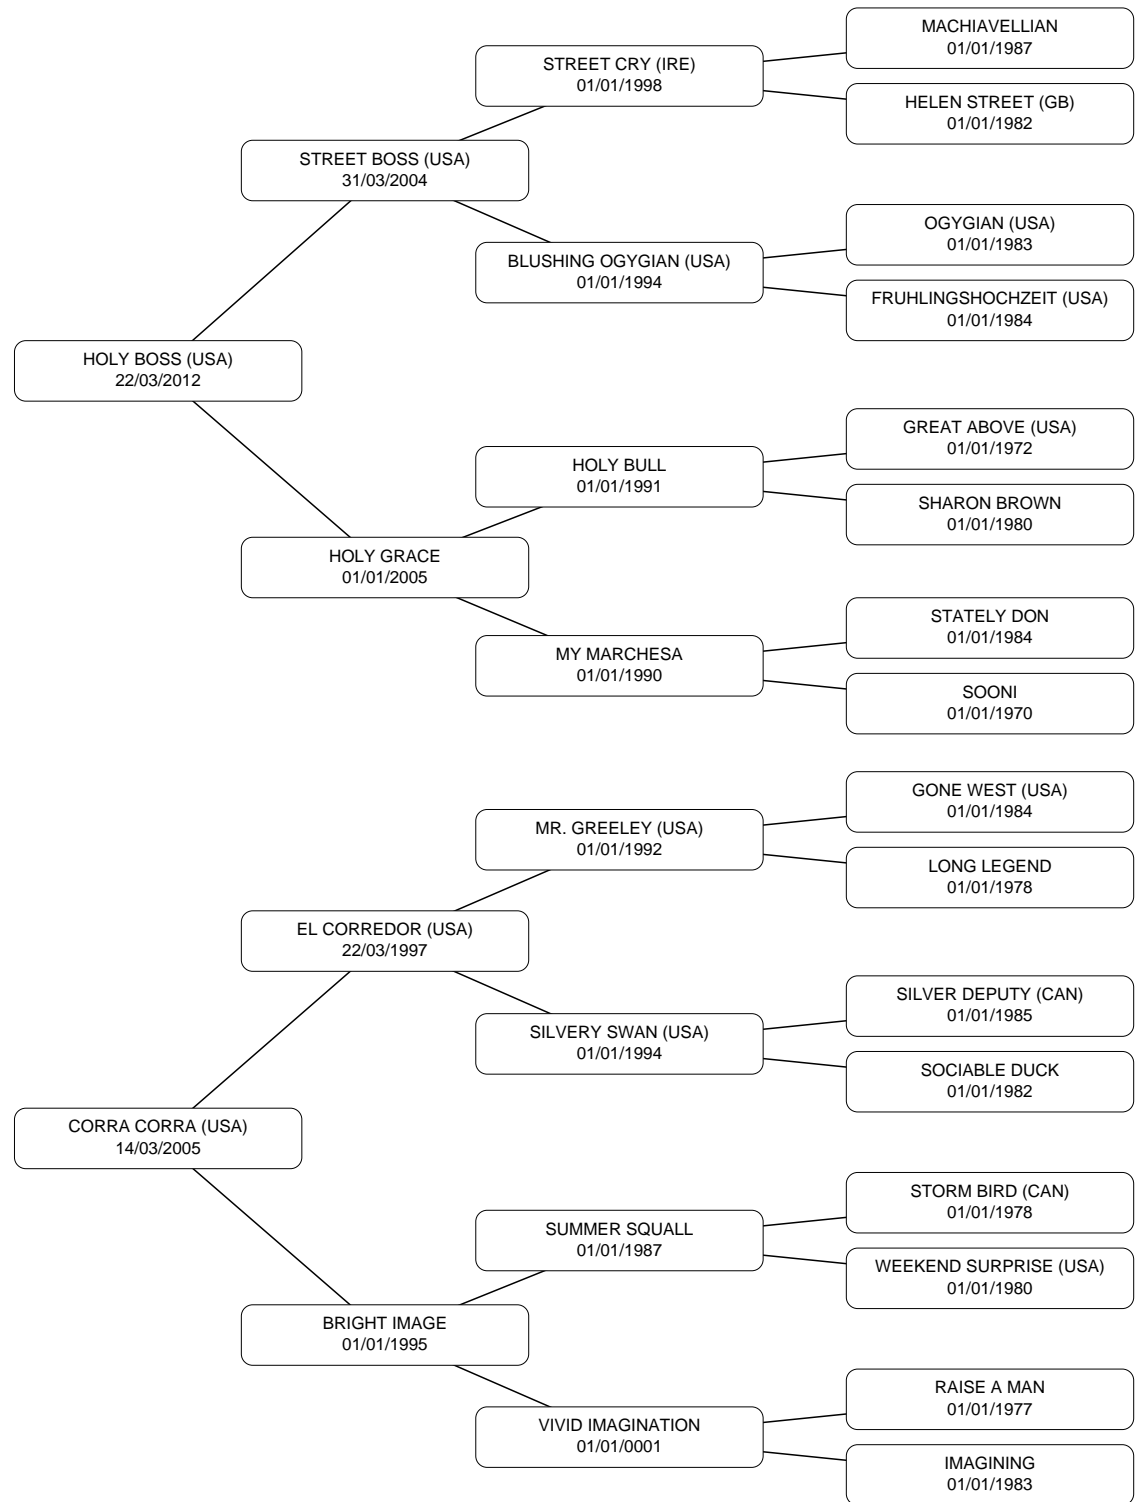 MACHIAVELLIAN
01/01/1987
STREET CRY (IRE)
01/01/1998
HELEN STREET (GB)
01/01/1982
STREET BOSS (USA)
31/03/2004
OGYGIAN (USA)
01/01/1983
BLUSHING OGYGIAN (USA)
01/01/1994
FRUHLINGSHOCHZEIT (USA)
01/01/1984
HOLY BOSS (USA)
22/03/2012
GREAT ABOVE (USA)
01/01/1972
HOLY BULL
01/01/1991
SHARON BROWN
01/01/1980
HOLY GRACE
01/01/2005
STATELY DON
01/01/1984
MY MARCHESA
01/01/1990
SOONI
01/01/1970
GONE WEST (USA)
01/01/1984
MR. GREELEY (USA)
01/01/1992
LONG LEGEND
01/01/1978
EL CORREDOR (USA)
22/03/1997
SILVER DEPUTY (CAN)
01/01/1985
SILVERY SWAN (USA)
01/01/1994
SOCIABLE DUCK
01/01/1982
CORRA CORRA (USA)
14/03/2005
STORM BIRD (CAN)
01/01/1978
SUMMER SQUALL
01/01/1987
WEEKEND SURPRISE (USA)
01/01/1980
BRIGHT IMAGE
01/01/1995
RAISE A MAN
01/01/1977
VIVID IMAGINATION
01/01/0001
IMAGINING
01/01/1983